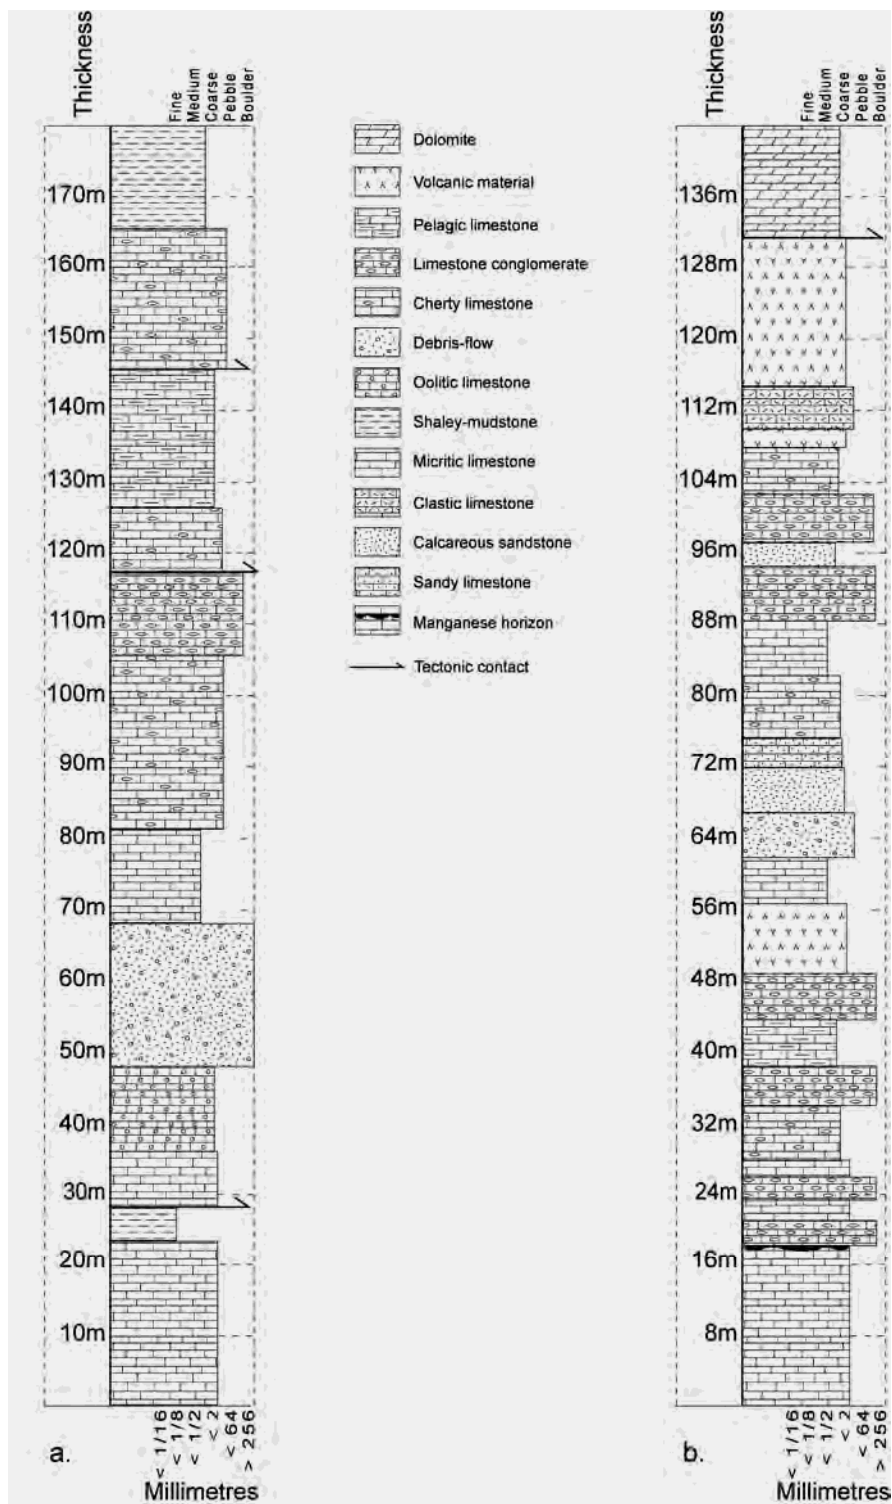 Thickness
Fine
Medium
Coarse
Pebble
Boulder
170m
160m
150m
140m
130m
120m
110m
100m
90m
80m
70m
60m
50m
40m
30m
20m
10m
a.
< 1/16
< 1/8
< 1/2
< 2
< 64
> 256
Millimetres
Dolomite
Volcanic material
Pelagic limestone
Limestone conglomerate
Cherty limestone
Debris-flow
Oolitic limestone
Shaley-mudstone
Micritic limestone
Clastic limestone
Calcareous sandstone
Sandy limestone
Manganese horizon
Tectonic contact
Thickness
Fine
Medium
Coarse
Pebble
Boulder
136m
128m
120m
112m
104m
96m
88m
80m
72m
64m
56m
48m
40m
32m
24m
16m
8m
b.
< 1/16
< 1/8
< 1/2
< 2
< 64
> 256
Millimetres